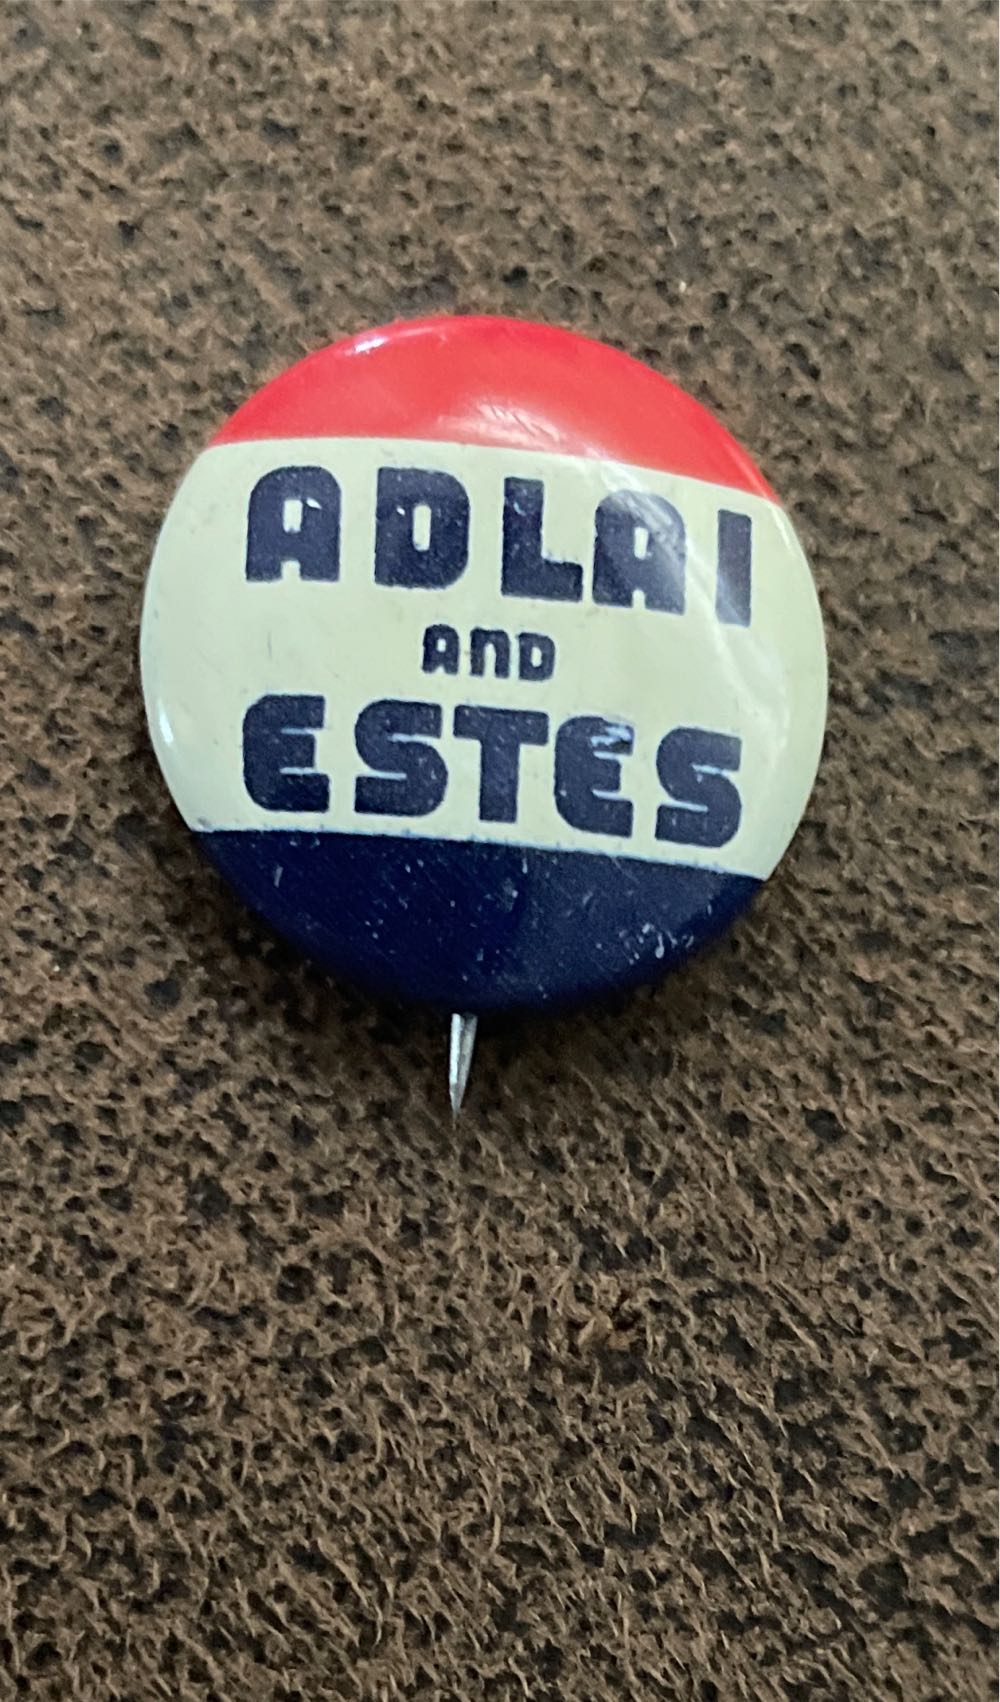 ADLAI
AND
ESTES